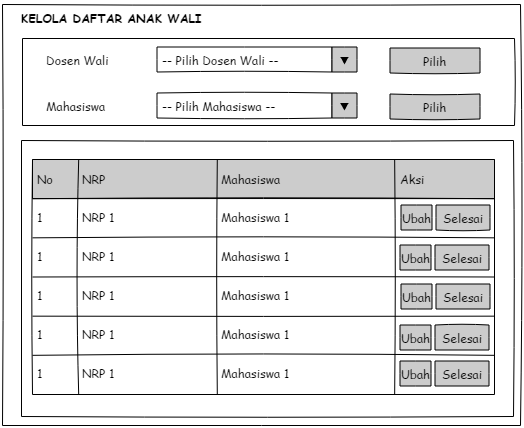 KELOLA DAFTAR ANAK WALI
Dosen Wali -- Pilih Dosen Wali -- Pilih
Mahasiswa -- Pilih Mahasiswa -- Pilih
No NRP Mahasiswa Aksi
1 NRP 1 Mahasiswa 1 Ubah Selesai
1 NRP 1 Mahasiswa 1 Ubah Selesai
1 NRP 1 Mahasiswa 1 Ubah Selesai
1 NRP 1 Mahasiswa 1 Ubah Selesai
1 NRP 1 Mahasiswa 1 Ubah Selesai